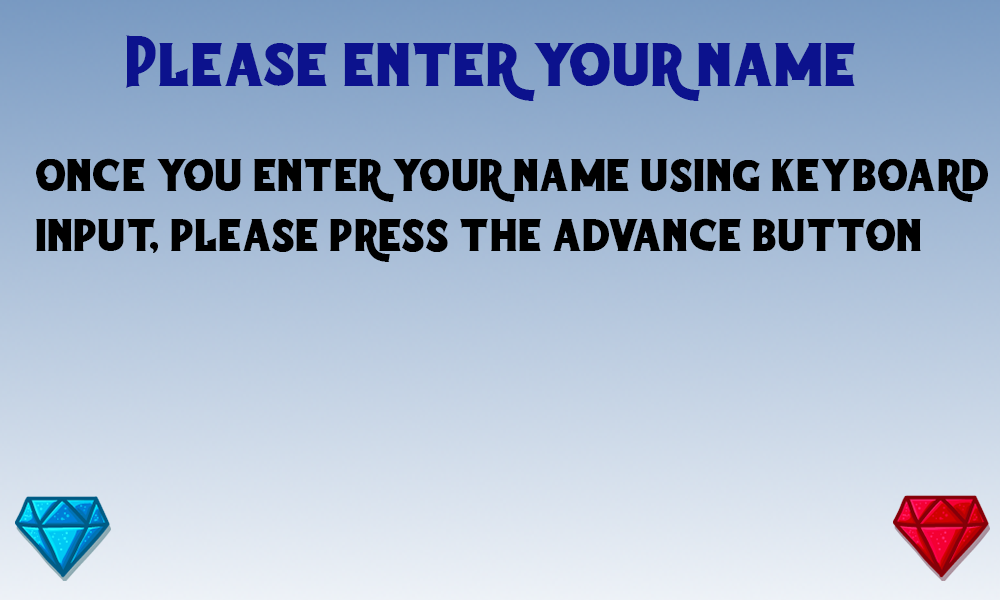 Please enter your name
ONCE YOU ENTER YOUR NAME USING KEYBOARD
INPUT, PLEASE PRESS THE ADVANCE BUTTON